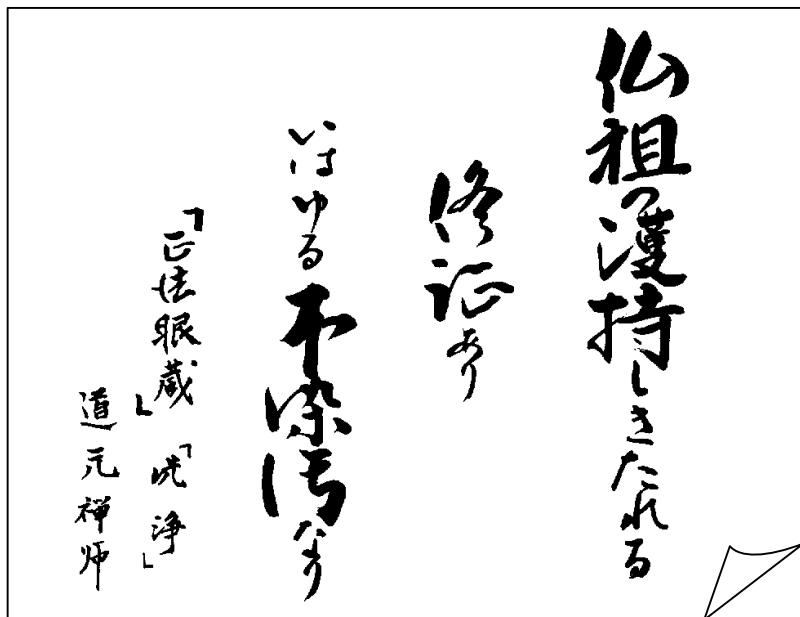 仏祖の護持しきたれる
修証あり
いはゆる不染汚なり
「正法眼蔵」「洗浄」
道元禅师